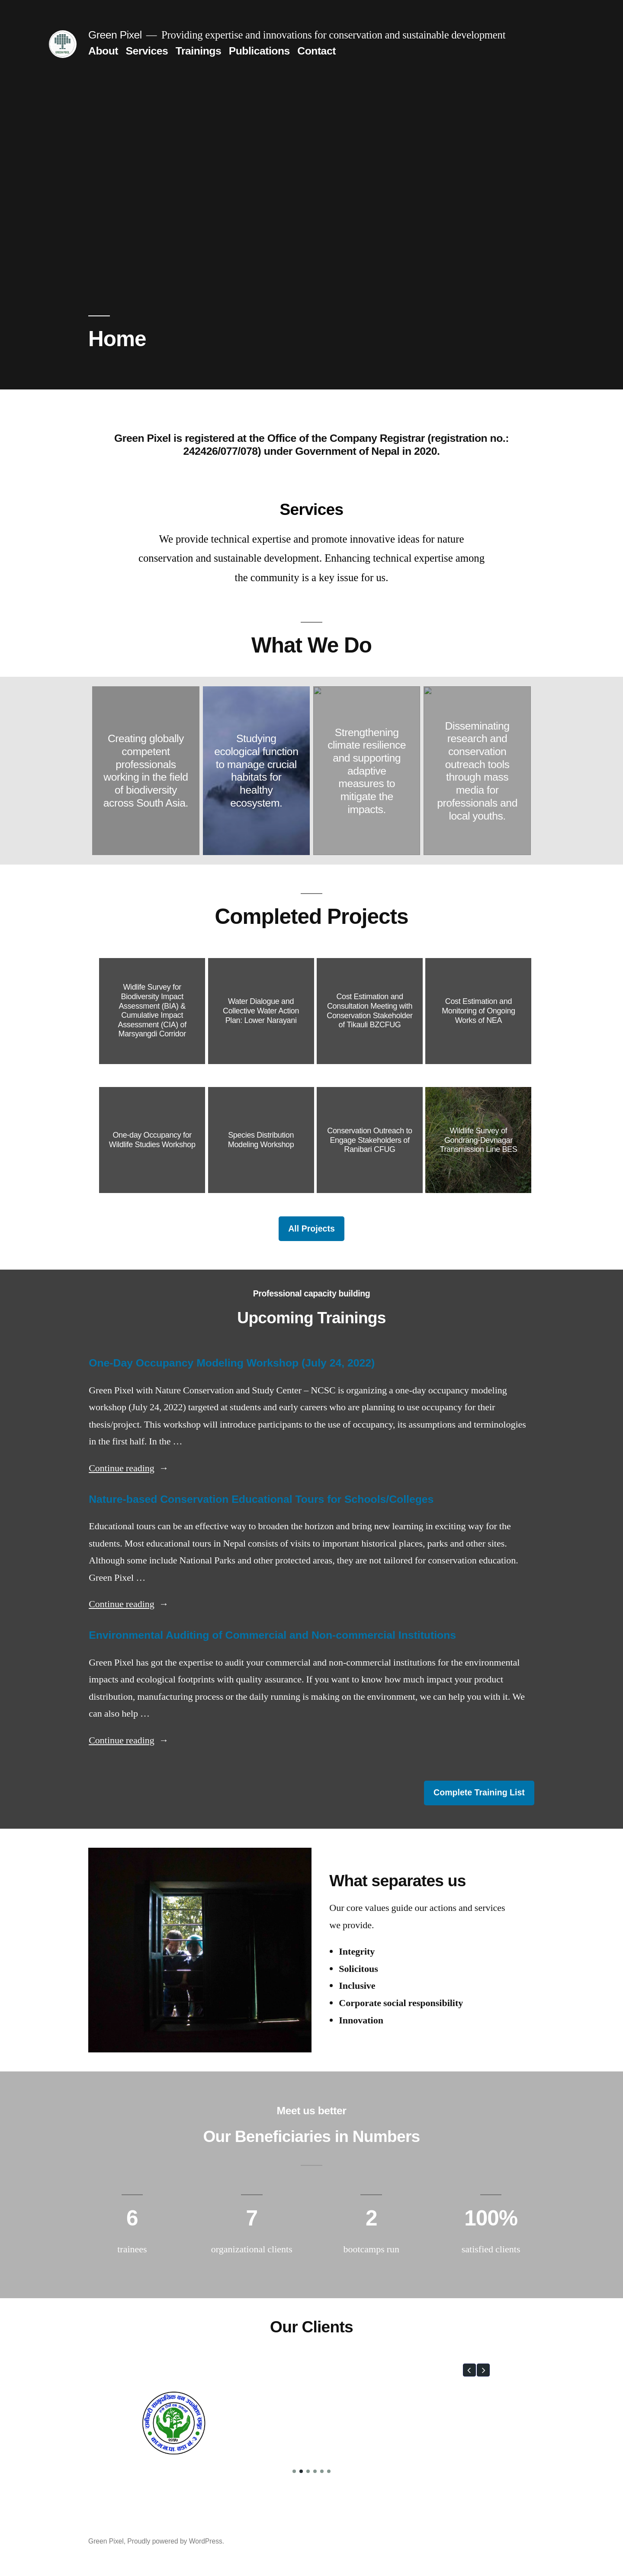 Green Pixel — Providing expertise and innovations for conservation and sustainable development
About Services Trainings Publications Contact
Home
Green Pixel is registered at the Office of the Company Registrar (registration no.:
242426/077/078) under Government of Nepal in 2020.
Services
We provide technical expertise and promote innovative ideas for nature
conservation and sustainable development. Enhancing technical expertise among
the community is a key issue for us.
What We Do
Creating globally
competent
professionals
working in the field
of biodiversity
across South Asia.
Studying
ecological function
to manage crucial
habitats for
healthy
ecosystem.
Strengthening
climate resilience
and supporting
adaptive
measures to
mitigate the
impacts.
Disseminating
research and
conservation
outreach tools
through mass
media for
professionals and
local youths.
Completed Projects
Widlife Survey for
Biodiversity Impact
Assessment (BIA) &
Cumulative Impact
Assessment (CIA) of
Marsyangdi Corridor
Water Dialogue and
Collective Water Action
Plan: Lower Narayani
Cost Estimation and
Consultation Meeting with
Conservation Stakeholder
of Tikauli BZCFUG
Cost Estimation and
Monitoring of Ongoing
Works of NEA
One-day Occupancy for
Wildlife Studies Workshop
Species Distribution
Modeling Workshop
Conservation Outreach to
Engage Stakeholders of
Ranibari CFUG
Wildlife Survey of
Gondrang-Devnagar
Transmission Line BES
All Projects
Professional capacity building
Upcoming Trainings
One-Day Occupancy Modeling Workshop (July 24, 2022)
Green Pixel with Nature Conservation and Study Center – NCSC is organizing a one-day occupancy modeling
workshop (July 24, 2022) targeted at students and early careers who are planning to use occupancy for their
thesis/project. This workshop will introduce participants to the use of occupancy, its assumptions and terminologies
in the first half. In the …
Continue reading →
Nature-based Conservation Educational Tours for Schools/Colleges
Educational tours can be an effective way to broaden the horizon and bring new learning in exciting way for the
students. Most educational tours in Nepal consists of visits to important historical places, parks and other sites.
Although some include National Parks and other protected areas, they are not tailored for conservation education.
Green Pixel …
Continue reading →
Environmental Auditing of Commercial and Non-commercial Institutions
Green Pixel has got the expertise to audit your commercial and non-commercial institutions for the environmental
impacts and ecological footprints with quality assurance. If you want to know how much impact your product
distribution, manufacturing process or the daily running is making on the environment, we can help you with it. We
can also help …
Continue reading →
Complete Training List
What separates us
Our core values guide our actions and services
we provide.
• Integrity
• Solicitous
• Inclusive
• Corporate social responsibility
• Innovation
Meet us better
Our Beneficiaries in Numbers
6
trainees
7
organizational clients
2
bootcamps run
100%
satisfied clients
Our Clients
Green Pixel, Proudly powered by WordPress.